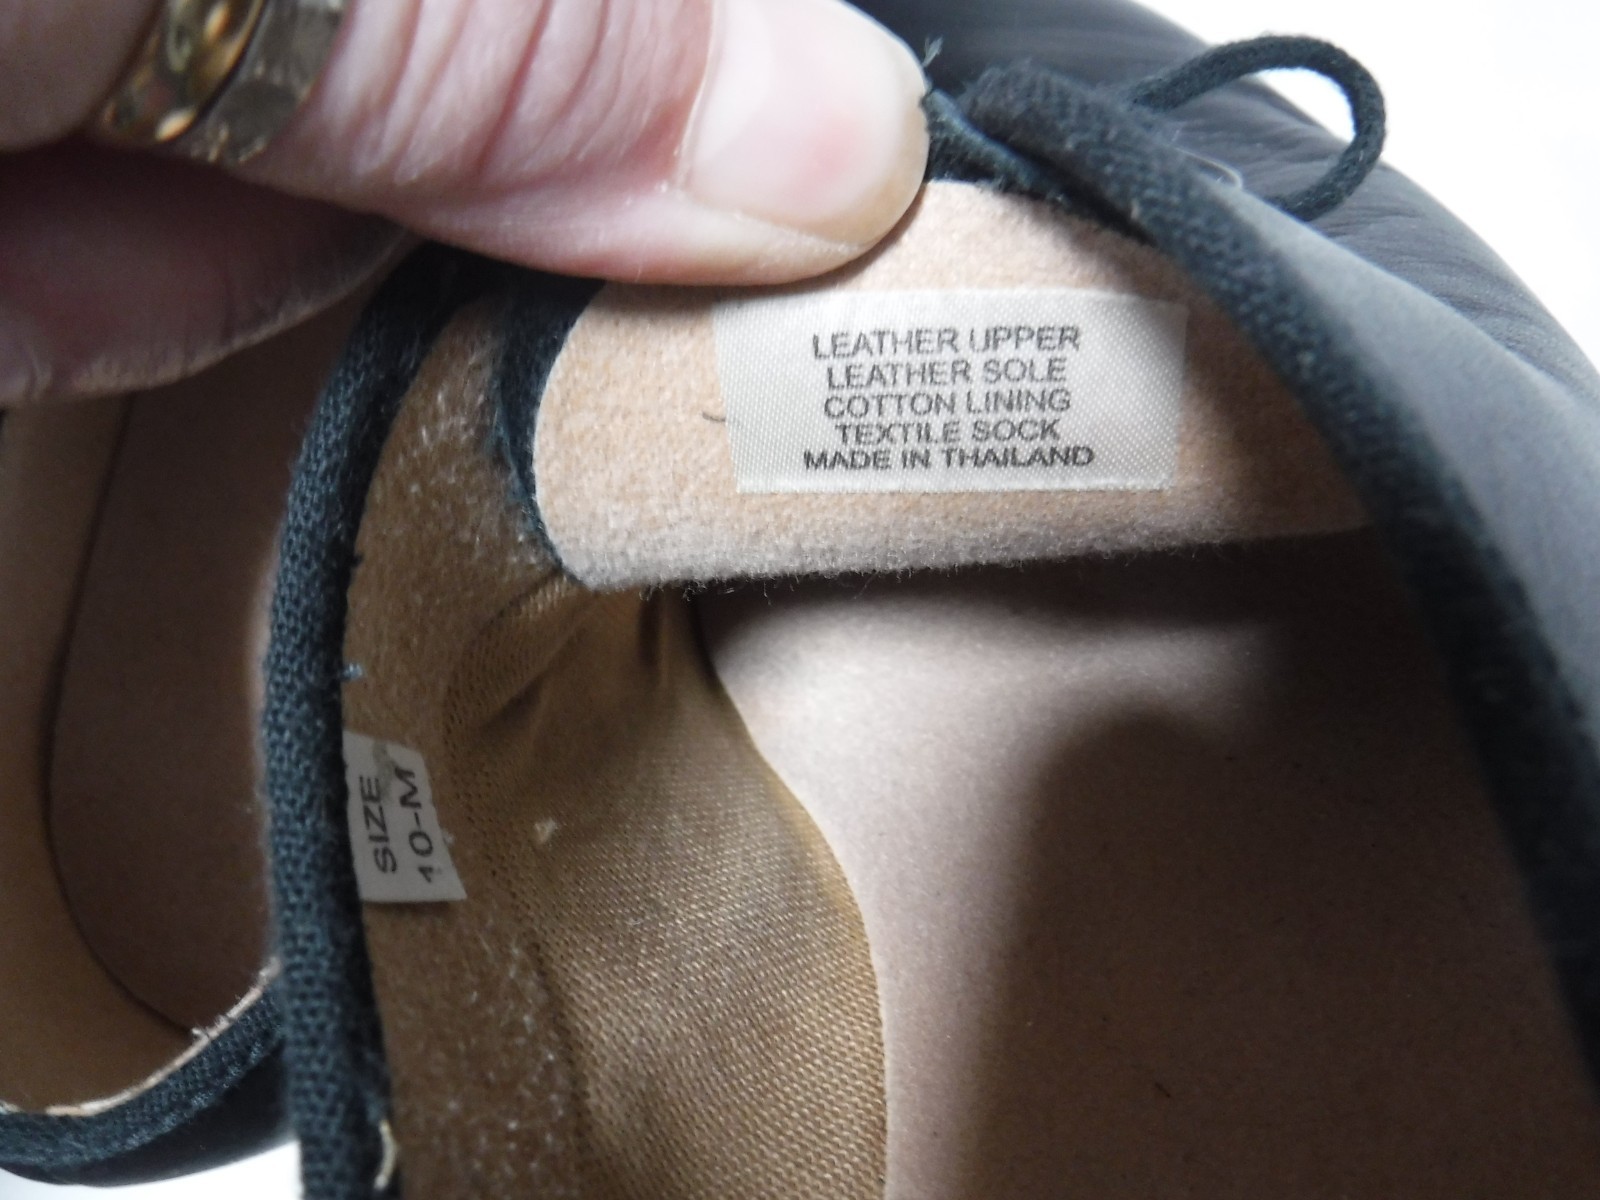 LEATHER UPPER
LEATHER SOLE
COTTON LINING
TEXTILE SOCK
MADE IN THAILAND
SIZE
10-M